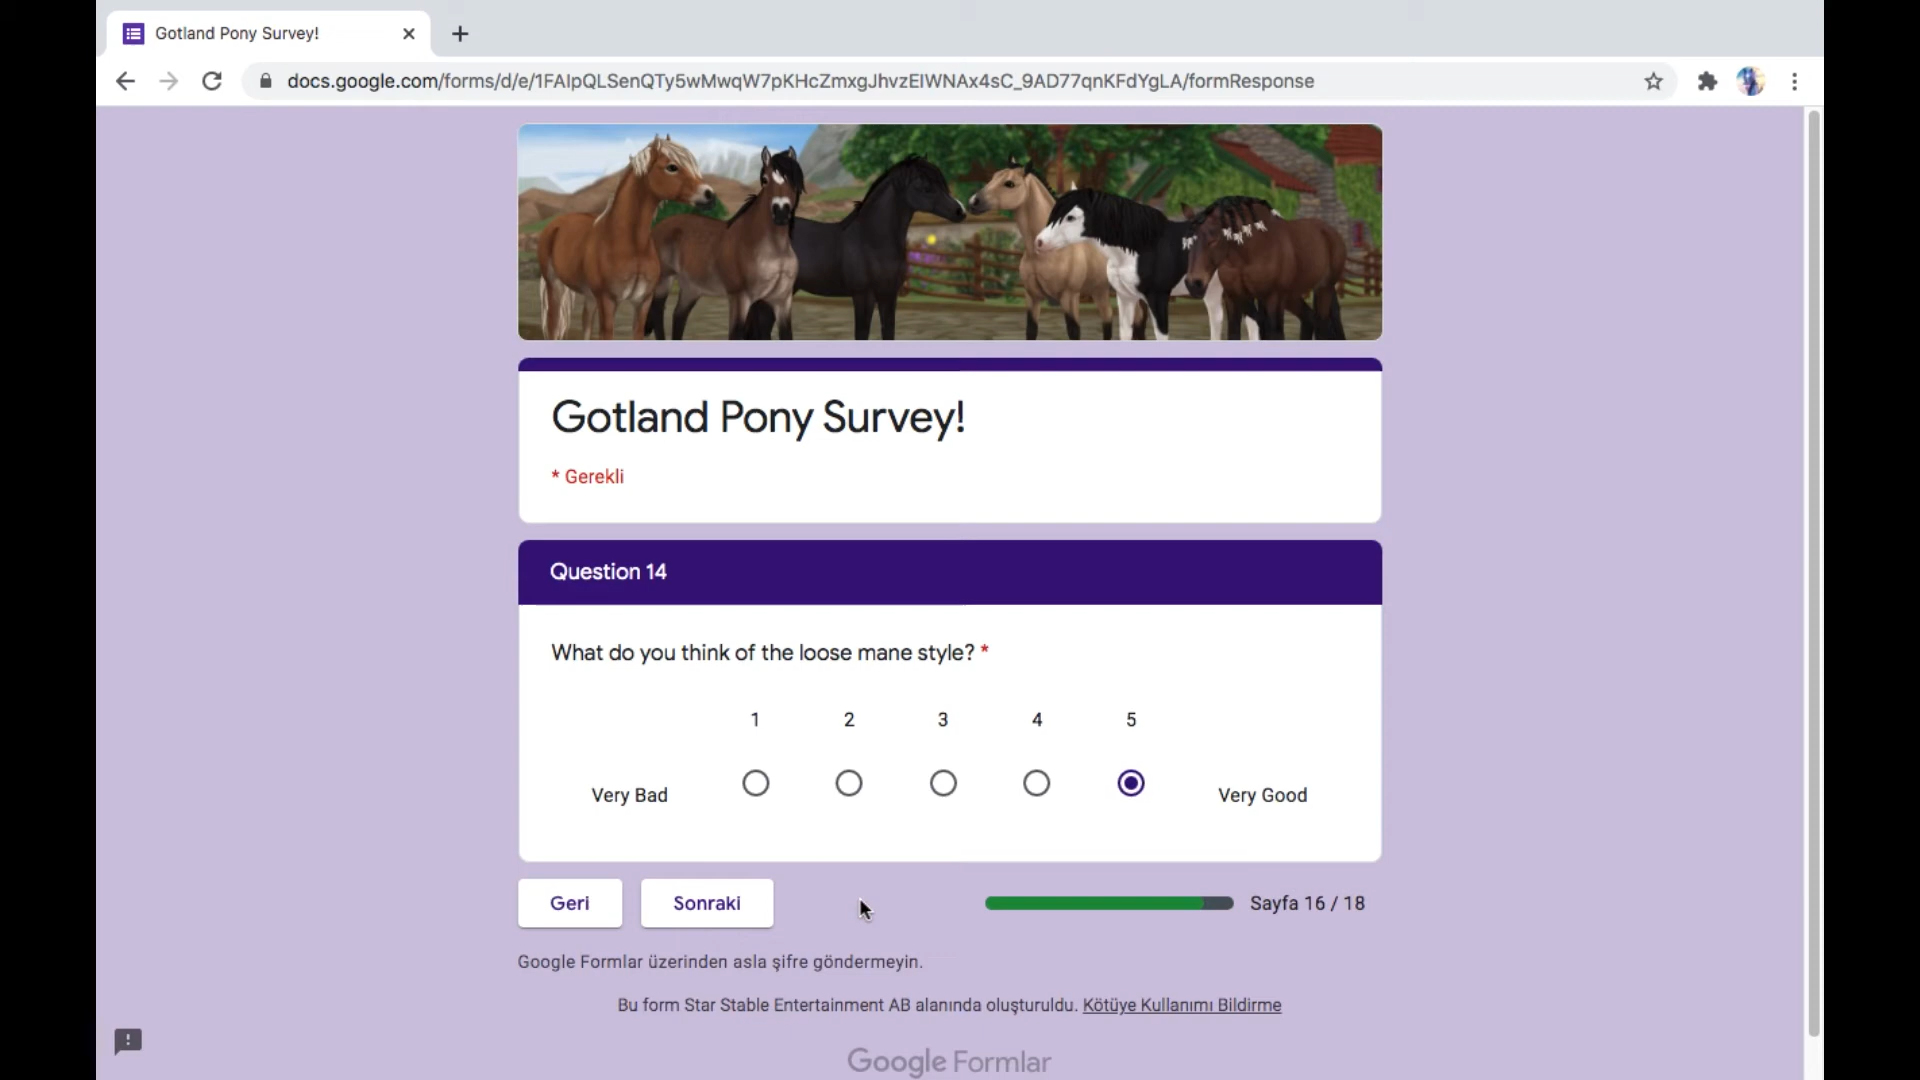 Gotland Pony Survey!
docs.google.com/forms/d/e/1FAIpQLSenQTy5wMwqW7pKHcZmxgJhvzEIWNAx4sC_9AD77qnKFdYgLA/formResponse
Gotland Pony Survey!
* Gerekli
Question 14
What do you think of the loose mane style? *
1 2 3 4 5
Very Bad Very Good
Geri Sonraki Sayfa 16 / 18
Google Formlar üzerinden asla şifre göndermeyin.
Bu form Star Stable Entertainment AB alanında oluşturuldu. Kötüye Kullanımı Bildirme
Google Formlar